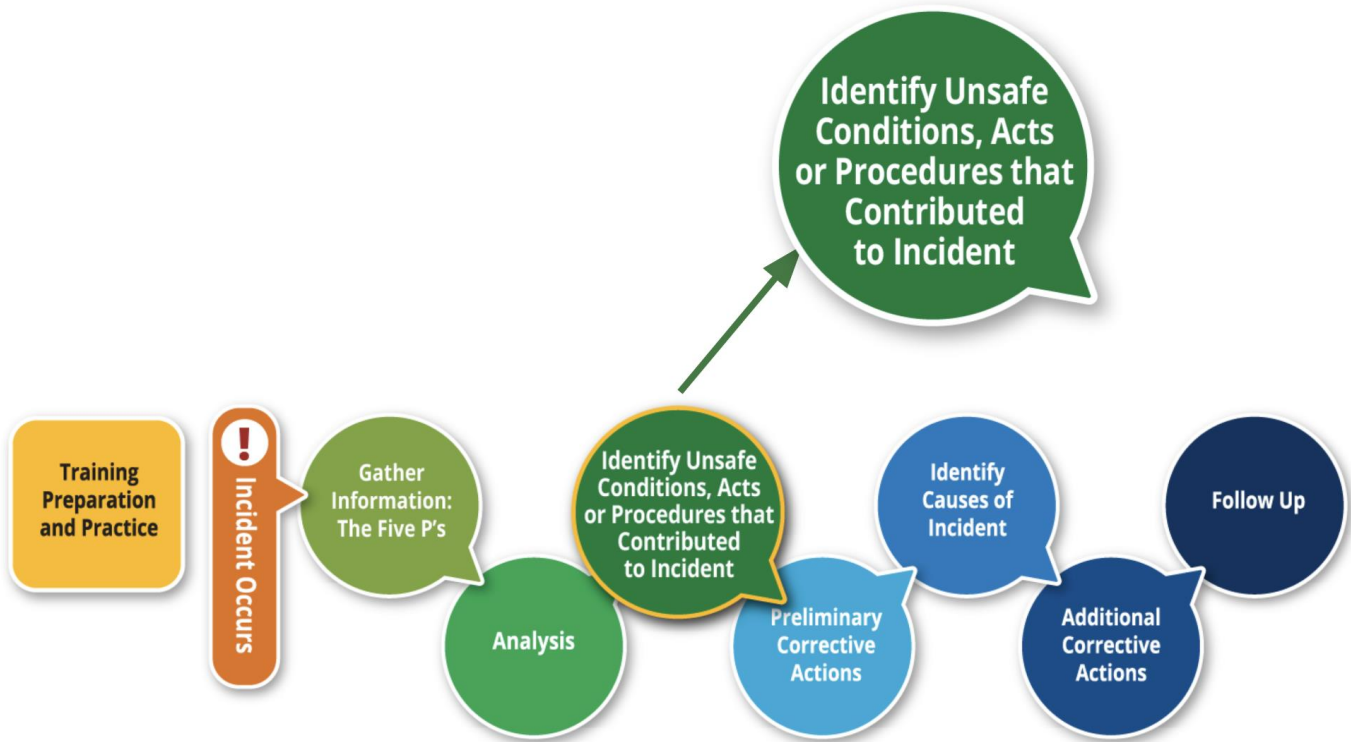 Identify Unsafe
Conditions, Acts
or Procedures that
Contributed
to Incident
Training
Preparation
and Practice
!
Incident Occurs
Gather
Information:
The Five P's
Analysis
Identify Unsafe
Conditions, Acts
or Procedures that
Contributed
to Incident
Preliminary
Corrective
Actions
Identify
Causes of
Incident
Additional
Corrective
Actions
Follow Up